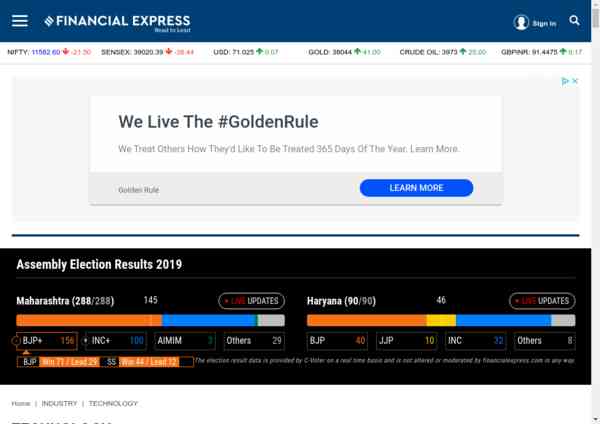 FINANCIAL EXPRESS
Read to Lead
Sign in
NIFTY: 11582.60 -21.50 SENSEX: 39020.39 -38.44 USD: 71.025 0.07 GOLD: 38044 41.00 CRUDE OIL: 3973 25.00 GBPINR: 91.4475 0.17
We Live The #GoldenRule
We Treat Others How They'd Like To Be Treated 365 Days Of The Year. Learn More.
Golden Rule
LEARN MORE
Assembly Election Results 2019
Maharashtra (288/288) 145 LIVE UPDATES
Haryana (90/90) 46 LIVE UPDATES
BJP+ 156 INC+ 100 AIMIM 3 Others 29
BJP 40 JJP 10 INC 32 Others 8
BJP Win 71 / Lead 29 SS Win 44 / Lead 12
The election result data is provided by C-Voter on a real time basis and is not altered or moderated by financialexpress.com in any way.
Home | INDUSTRY | TECHNOLOGY